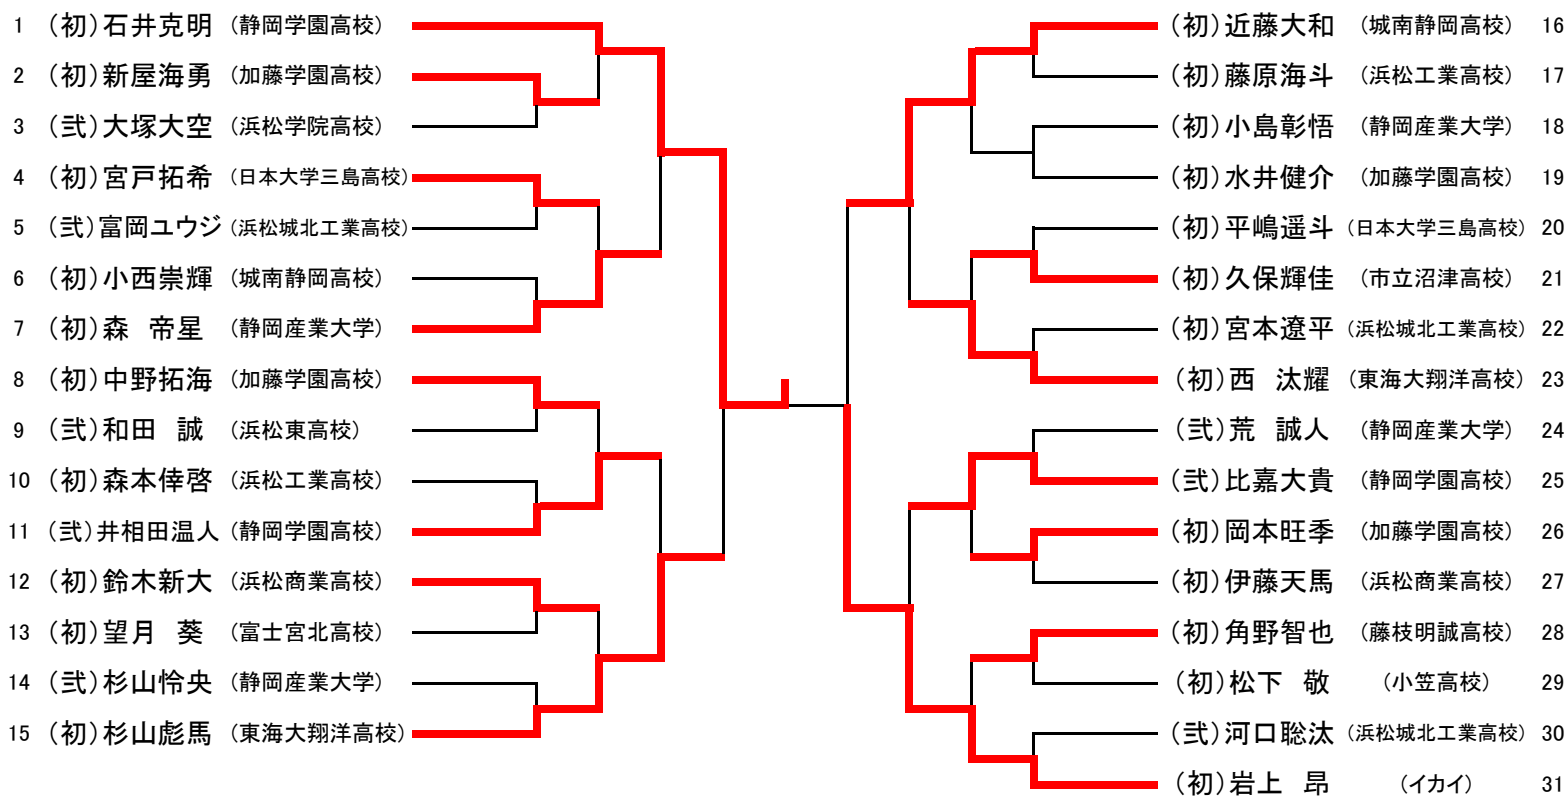 1 (初)石井克明 (静岡学園高校)
2 (初)新屋海勇 (加藤学園高校)
3 (弐)大塚大空 (浜松学院高校)
4 (初)宮戸拓希 (日本大学三島高校)
5 (弐)富岡ユウジ (浜松城北工業高校)
6 (初)小西崇輝 (城南静岡高校)
7 (初)森 帝星 (静岡産業大学)
8 (初)中野拓海 (加藤学園高校)
9 (弐)和田 誠 (浜松東高校)
10 (初)森本倖啓 (浜松工業高校)
11 (弐)井相田温人 (静岡学園高校)
12 (初)鈴木新大 (浜松商業高校)
13 (初)望月 葵 (富士宮北高校)
14 (弐)杉山怜央 (静岡産業大学)
15 (初)杉山彪馬 (東海大翔洋高校)
(初)近藤大和 (城南静岡高校) 16
(初)藤原海斗 (浜松工業高校) 17
(初)小島彰悟 (静岡産業大学) 18
(初)水井健介 (加藤学園高校) 19
(初)平嶋遥斗 (日本大学三島高校) 20
(初)久保輝佳 (市立沼津高校) 21
(初)宮本遼平 (浜松城北工業高校) 22
(初)西 汰耀 (東海大翔洋高校) 23
(弐)荒 誠人 (静岡産業大学) 24
(弐)比嘉大貴 (静岡学園高校) 25
(初)岡本旺季 (加藤学園高校) 26
(初)伊藤天馬 (浜松商業高校) 27
(初)角野智也 (藤枝明誠高校) 28
(初)松下 敬 (小笠高校) 29
(弐)河口聡汰 (浜松城北工業高校) 30
(初)岩上 昂 (イカイ) 31